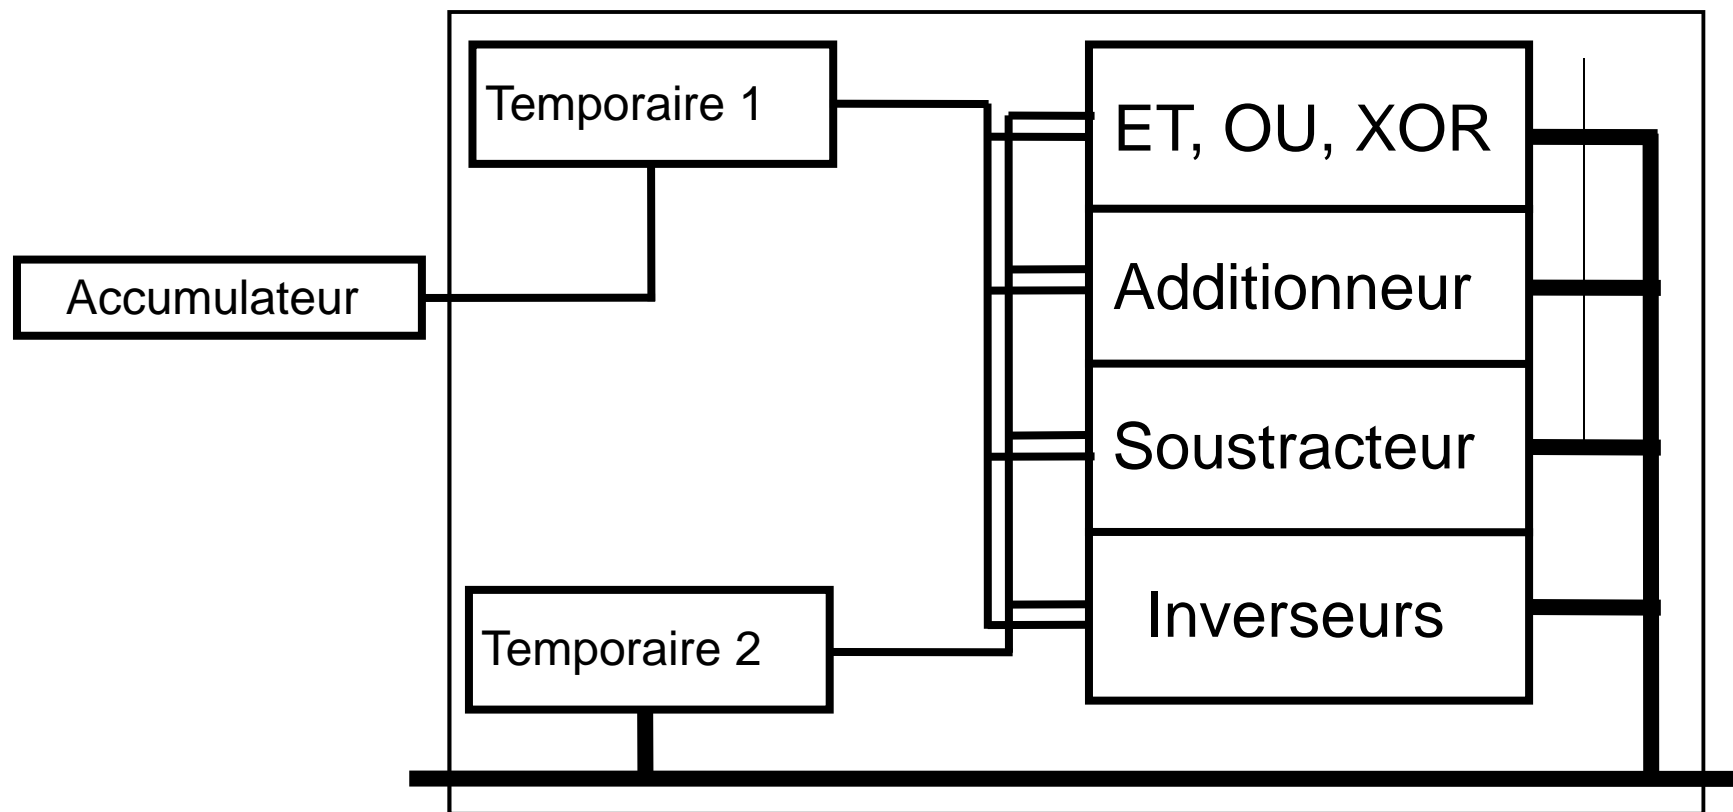 Temporaire 1
ET, OU, XOR
Accumulateur
Additionneur
Soustracteur
Inverseurs
Temporaire 2